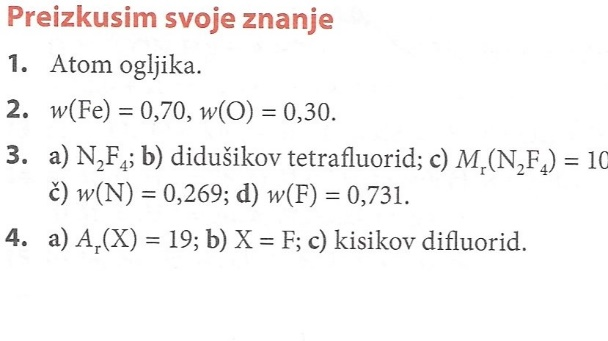 Preizkusim svoje znanje
1. Atom ogljika.
2. w(Fe) = 0,70, w(O) = 0,30.
3. a) N₂F₄; b) didušikov tetrafluorid; c) Mᵣ(N₂F₄) = 10
č) w(N) = 0,269; d) w(F) = 0,731.
4. a) Aᵣ(X) = 19; b) X = F; c) kisikov difluorid.